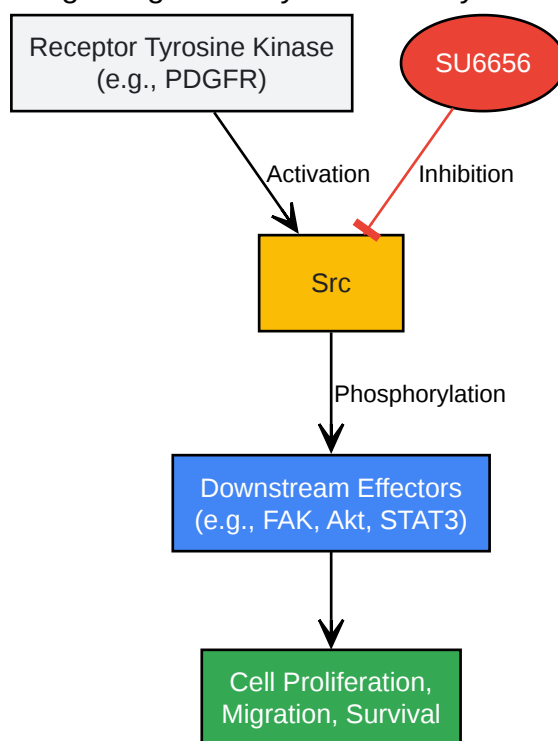 Receptor Tyrosine Kinase
(e.g., PDGFR)
SU6656
Activation
Inhibition
Src
Phosphorylation
Downstream Effectors
(e.g., FAK, Akt, STAT3)
Cell Proliferation,
Migration, Survival